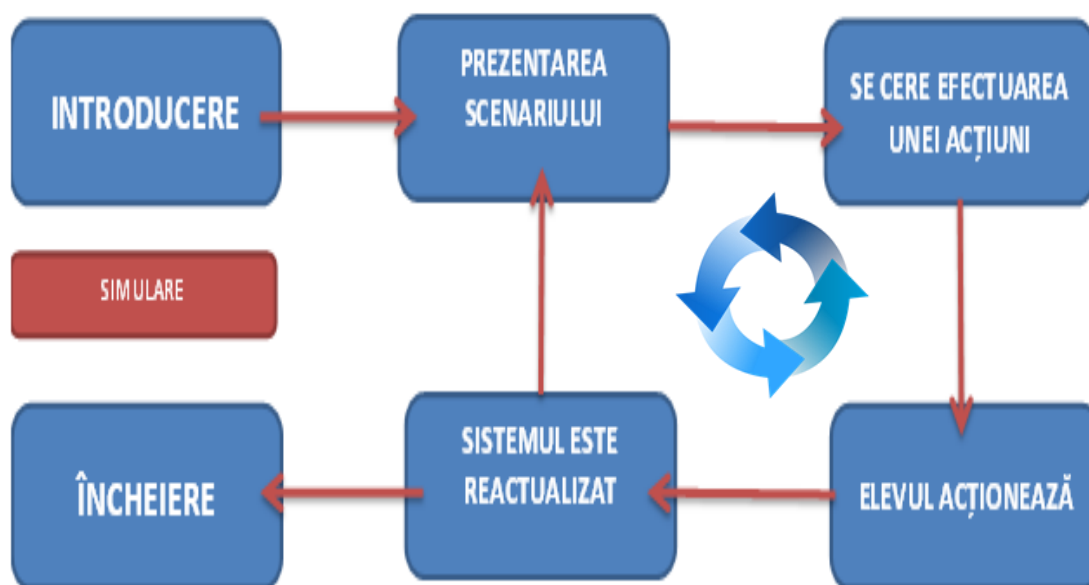 INTRODUCERE
PREZENTAREA
SCENARIULUI
SE CERE EFECTUAREA
UNEI ACȚIUNI
SIMULARE
ÎNCHEIERE
SISTEMUL ESTE
REACTUALIZAT
ELEVUL ACȚIONEAZĂ